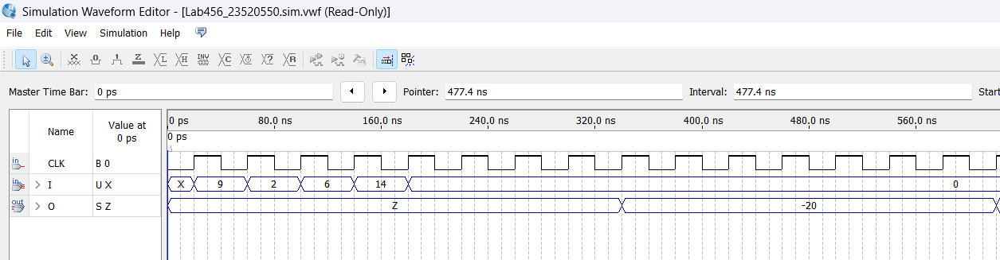 Simulation Waveform Editor - [Lab456_23520550.sim.vwf (Read-Only)]
File Edit View Simulation Help
Master Time Bar: 0 ps Pointer: 477.4 ns Interval: 477.4 ns Start
Name Value at 0 ps
0 ps 80.0 ns 160.0 ns 240.0 ns 320.0 ns 400.0 ns 480.0 ns 560.0 ns
0 ps
in CLK B 0
in I U X X 9 2 6 14 0
out O S Z Z -20